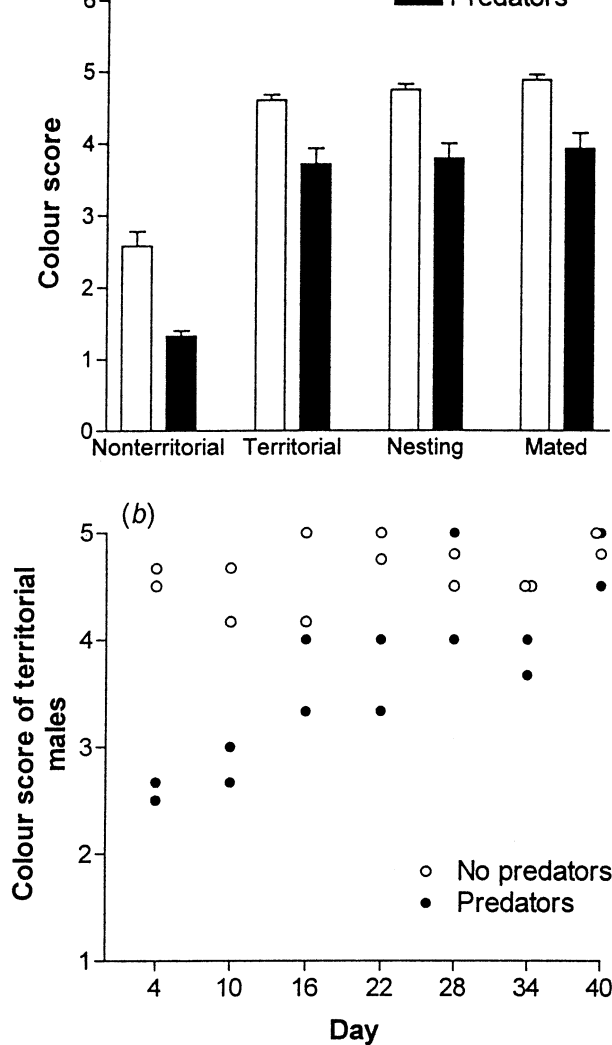 6
Predators
5
4
3
2
1
0
Colour score
Nonterritorial Territorial Nesting Mated
(b)
5
4
3
2
1
Colour score of territorial
males
No predators
Predators
4 10 16 22 28 34 40
Day